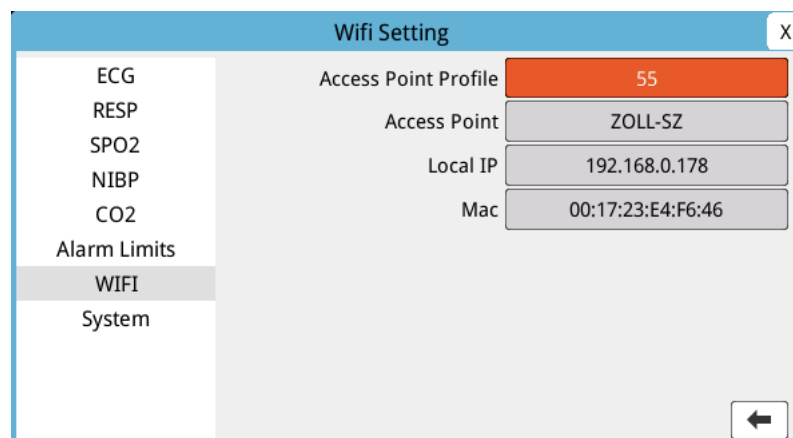 Wifi Setting
X
ECG
RESP
SPO2
NIBP
CO2
Alarm Limits
WIFI
System
Access Point Profile 55
Access Point ZOLL-SZ
Local IP 192.168.0.178
Mac 00:17:23:E4:F6:46